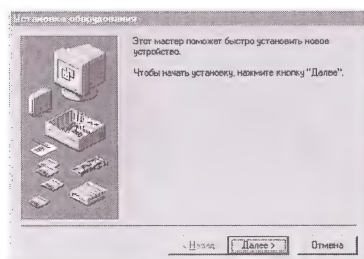 Установка оборудования
Этот мастер поможет быстро установить новое
устройство.
Чтобы начать установку, нажмите кнопку "Далее".
< Назад
Далее >
Отмена